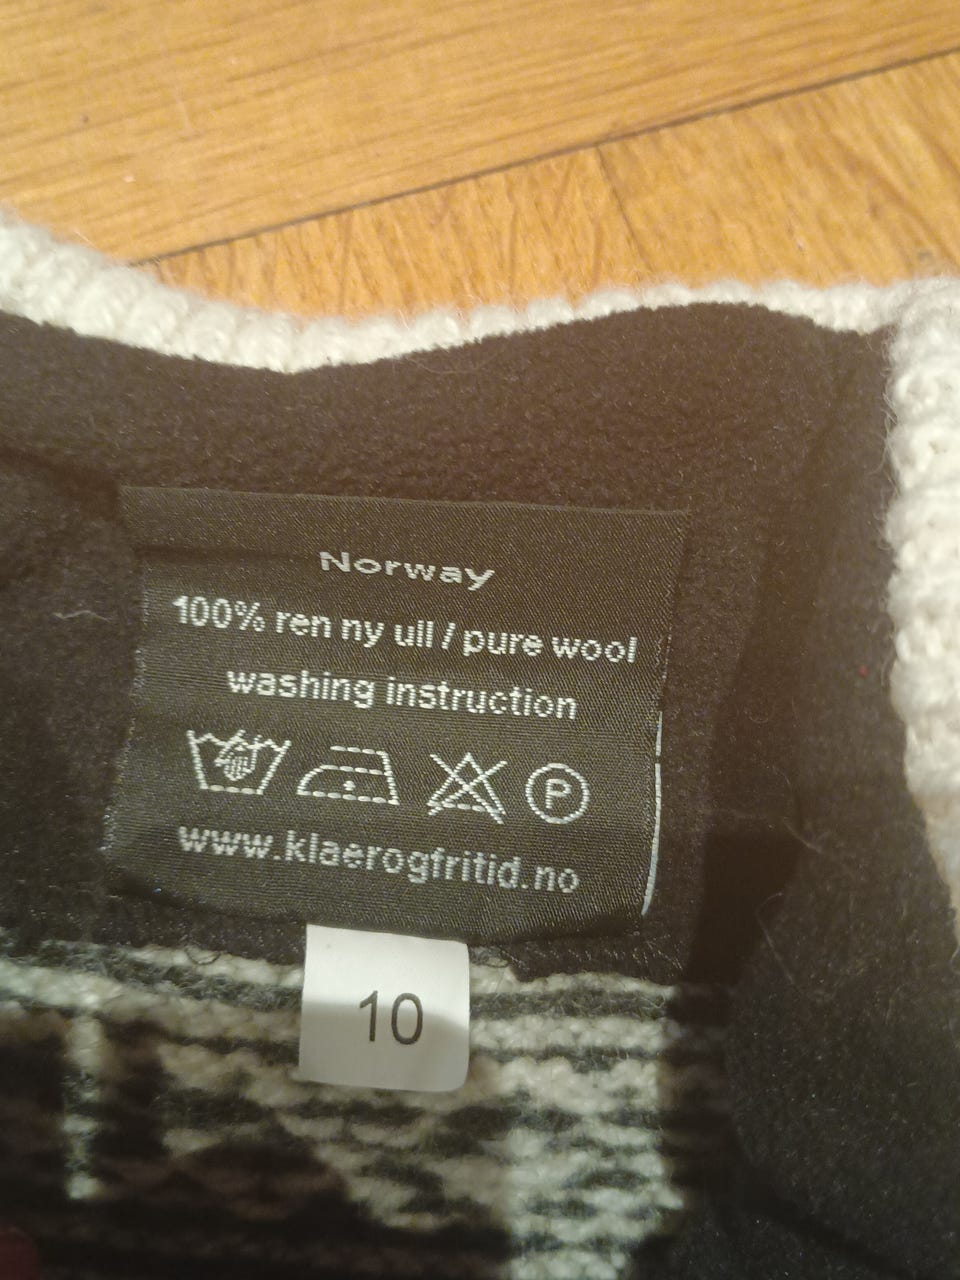 Norway
100% ren ny ull / pure wool
washing instruction
P
www.klaerogfritid.no
10